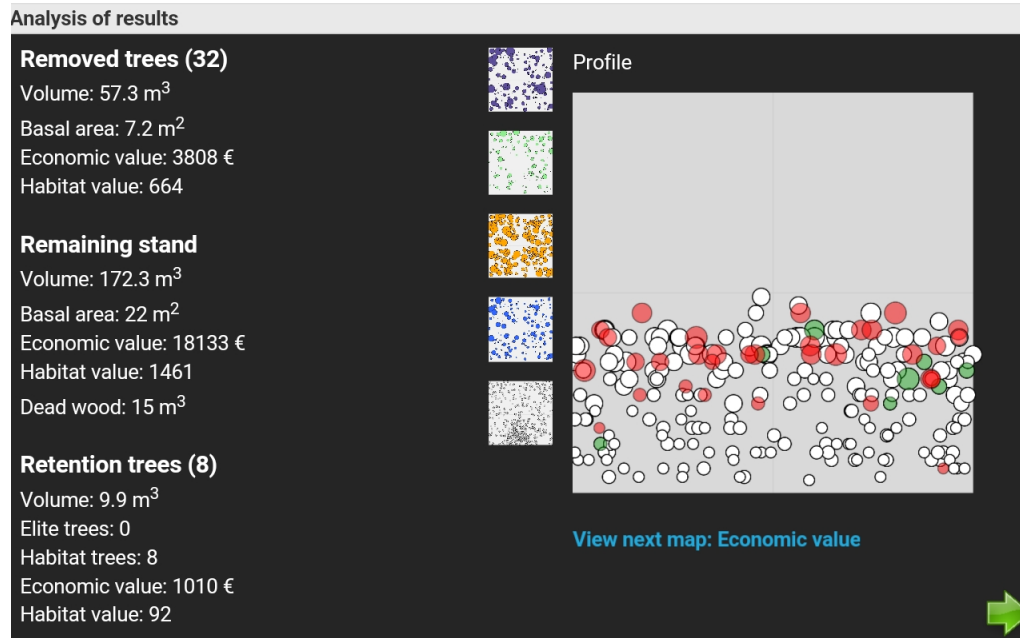 Analysis of results
Removed trees (32)
Volume: 57.3 m³
Basal area: 7.2 m²
Economic value: 3808 €
Habitat value: 664
Remaining stand
Volume: 172.3 m³
Basal area: 22 m²
Economic value: 18133 €
Habitat value: 1461
Dead wood: 15 m³
Retention trees (8)
Volume: 9.9 m³
Elite trees: 0
Habitat trees: 8
Economic value: 1010 €
Habitat value: 92
Profile
View next map: Economic value